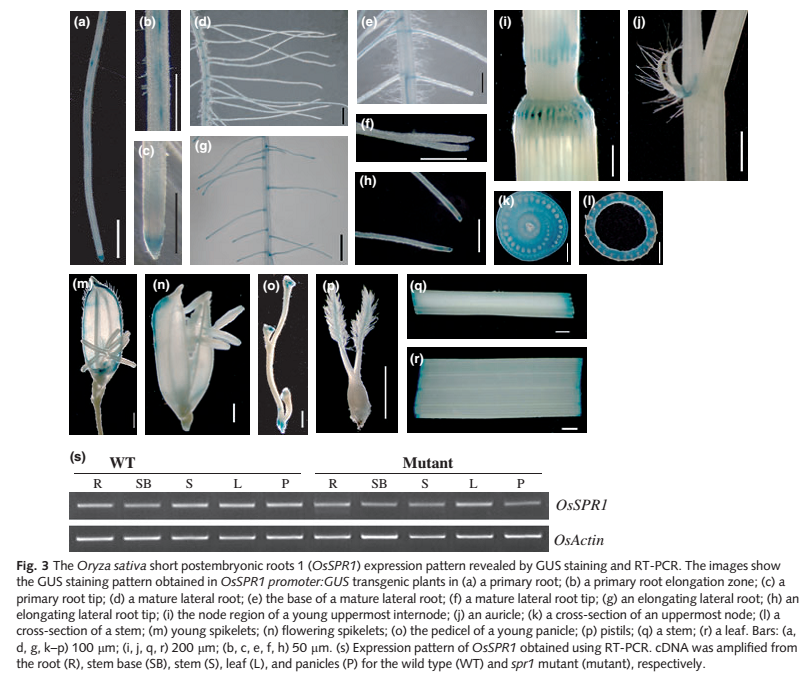 (a) (b) (d) (e) (i) (j)
(c) (g) (f)
(h) (k) (l)
(m) (n) (o) (p) (q)
(r)
(s) WT Mutant
R SB S L P R SB S L P
OsSPR1
OsActin
Fig. 3 The Oryza sativa short postembryonic roots 1 (OsSPR1) expression pattern revealed by GUS staining and RT-PCR. The images show
the GUS staining pattern obtained in OsSPR1 promoter:GUS transgenic plants in (a) a primary root; (b) a primary root elongation zone; (c) a
primary root tip; (d) a mature lateral root; (e) the base of a mature lateral root; (f) a mature lateral root tip; (g) an elongating lateral root; (h) an
elongating lateral root tip; (i) the node region of a young uppermost internode; (j) an auricle; (k) a cross-section of an uppermost node; (l) a
cross-section of a stem; (m) young spikelets; (n) flowering spikelets; (o) the pedicel of a young panicle; (p) pistils; (q) a stem; (r) a leaf. Bars: (a,
d, g, k–p) 100 μm; (i, j, q, r) 200 μm; (b, c, e, f, h) 50 μm. (s) Expression pattern of OsSPR1 obtained using RT-PCR. cDNA was amplified from
the root (R), stem base (SB), stem (S), leaf (L), and panicles (P) for the wild type (WT) and spr1 mutant (mutant), respectively.